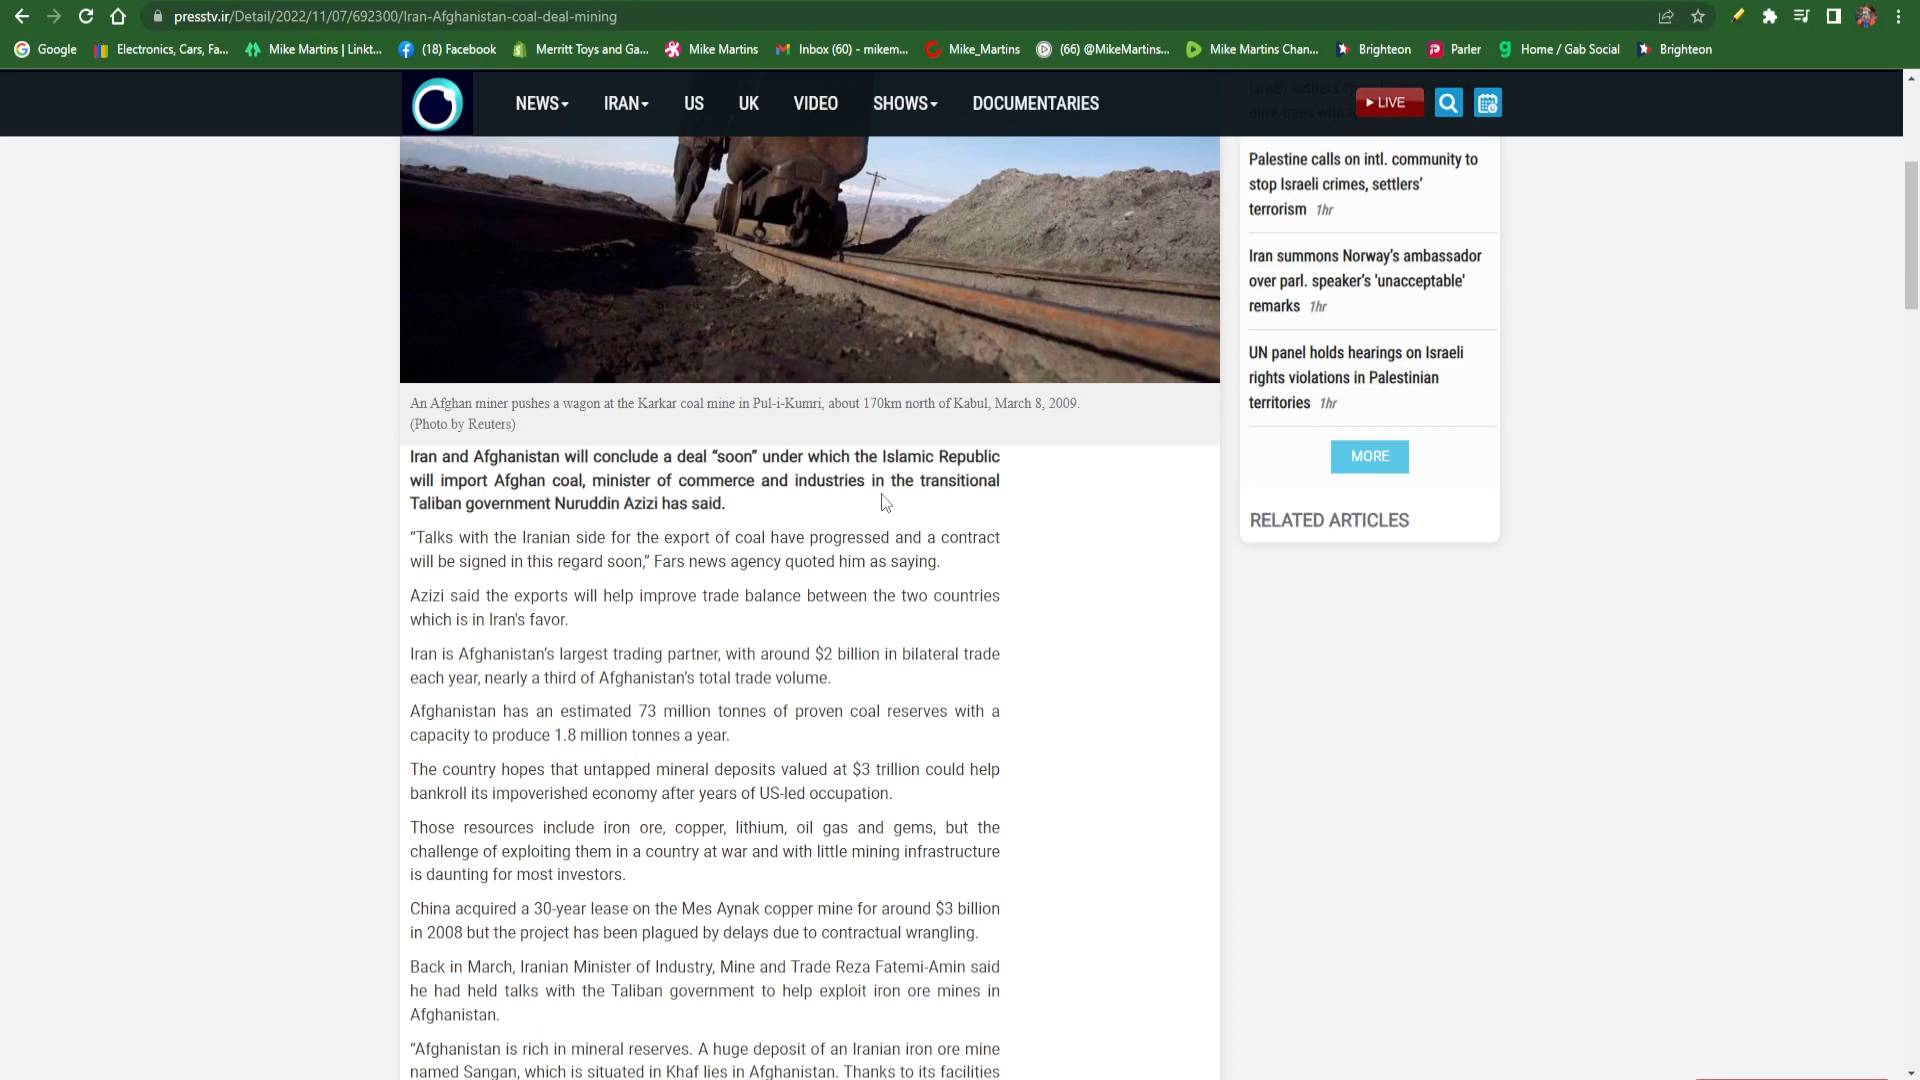 presstv.ir/Detail/2022/11/07/692300/Iran-Afghanistan-coal-deal-mining
Google Electronics, Cars, Fa... Mike Martins | Linkt... (18) Facebook Merritt Toys and Ga... Mike Martins Inbox (60) - mikem... Mike_Martins (66) @MikeMartins... Mike Martins Chan... Brighteon Parler Home / Gab Social Brighteon
NEWS IRAN US UK VIDEO SHOWS DOCUMENTARIES LIVE
Palestine calls on intl. community to
stop Israeli crimes, settlers’
terrorism 1hr
Iran summons Norway’s ambassador
over parl. speaker’s 'unacceptable'
remarks 1hr
UN panel holds hearings on Israeli
rights violations in Palestinian
territories 1hr
MORE
RELATED ARTICLES
An Afghan miner pushes a wagon at the Karkar coal mine in Pul-i-Kumri, about 170km north of Kabul, March 8, 2009.
(Photo by Reuters)
Iran and Afghanistan will conclude a deal “soon” under which the Islamic Republic
will import Afghan coal, minister of commerce and industries in the transitional
Taliban government Nuruddin Azizi has said.
“Talks with the Iranian side for the export of coal have progressed and a contract
will be signed in this regard soon,” Fars news agency quoted him as saying.
Azizi said the exports will help improve trade balance between the two countries
which is in Iran's favor.
Iran is Afghanistan’s largest trading partner, with around $2 billion in bilateral trade
each year, nearly a third of Afghanistan’s total trade volume.
Afghanistan has an estimated 73 million tonnes of proven coal reserves with a
capacity to produce 1.8 million tonnes a year.
The country hopes that untapped mineral deposits valued at $3 trillion could help
bankroll its impoverished economy after years of US-led occupation.
Those resources include iron ore, copper, lithium, oil gas and gems, but the
challenge of exploiting them in a country at war and with little mining infrastructure
is daunting for most investors.
China acquired a 30-year lease on the Mes Aynak copper mine for around $3 billion
in 2008 but the project has been plagued by delays due to contractual wrangling.
Back in March, Iranian Minister of Industry, Mine and Trade Reza Fatemi-Amin said
he had held talks with the Taliban government to help exploit iron ore mines in
Afghanistan.
“Afghanistan is rich in mineral reserves. A huge deposit of an Iranian iron ore mine
named Sangan, which is situated in Khaf lies in Afghanistan. Thanks to its facilities